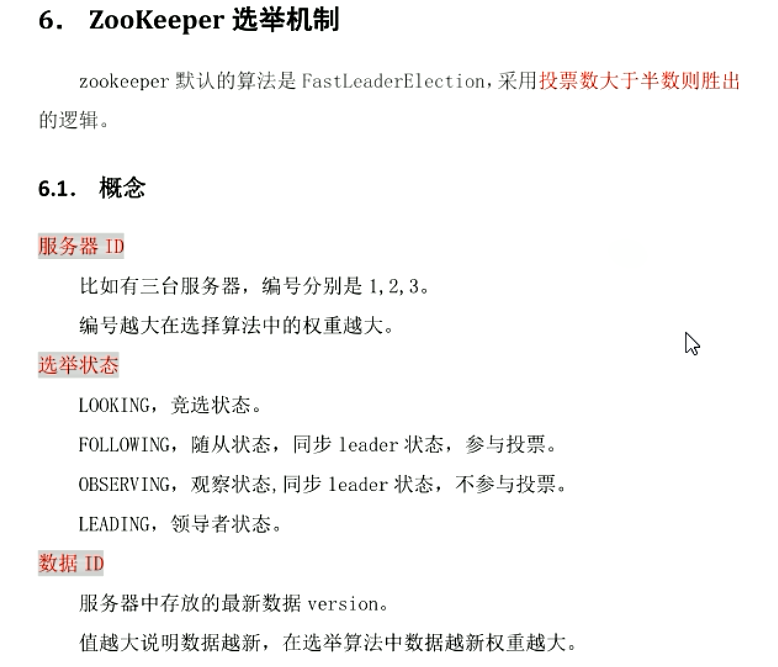 6. ZooKeeper 选举机制
zookeeper 默认的算法是 FastLeaderElection，采用投票数大于半数则胜出
的逻辑。
6.1. 概念
服务器 ID
比如有三台服务器，编号分别是 1,2,3。
编号越大在选择算法中的权重越大。
选举状态
LOOKING，竞选状态。
FOLLOWING，随从状态，同步 leader 状态，参与投票。
OBSERVING，观察状态,同步 leader 状态，不参与投票。
LEADING，领导者状态。
数据 ID
服务器中存放的最新数据 version。
值越大说明数据越新，在选举算法中数据越新权重越大。